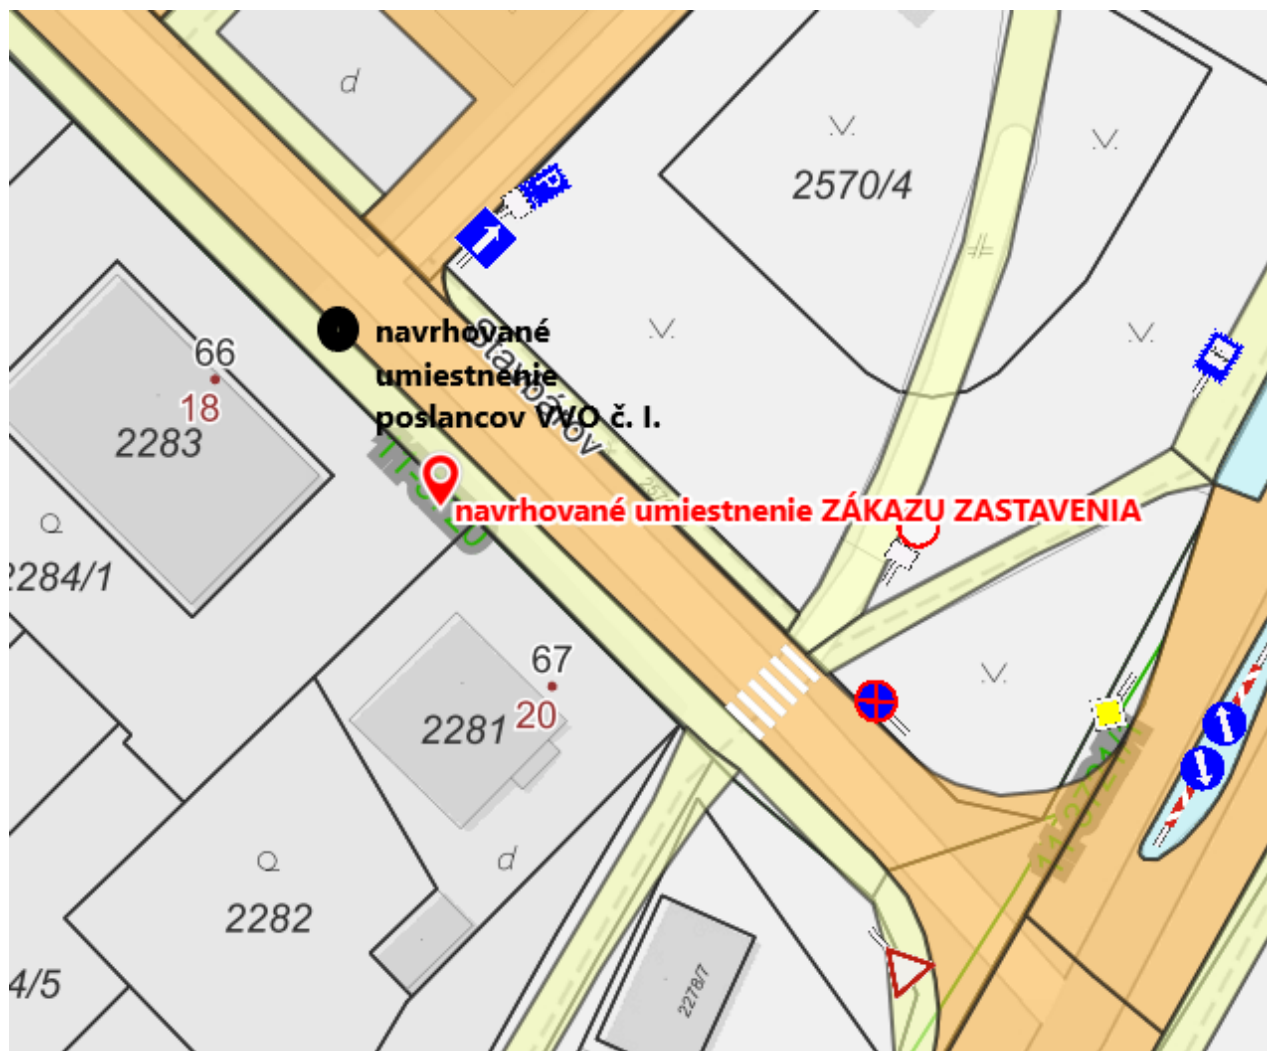 d
2570/4
P
navrhované
umiestnenie
poslancov VVO č. I.
66
18
2283
navrhované umiestnenie ZÁKAZU ZASTAVENIA
2284/1
67
2281
20
d
2282
4/5
2278/7